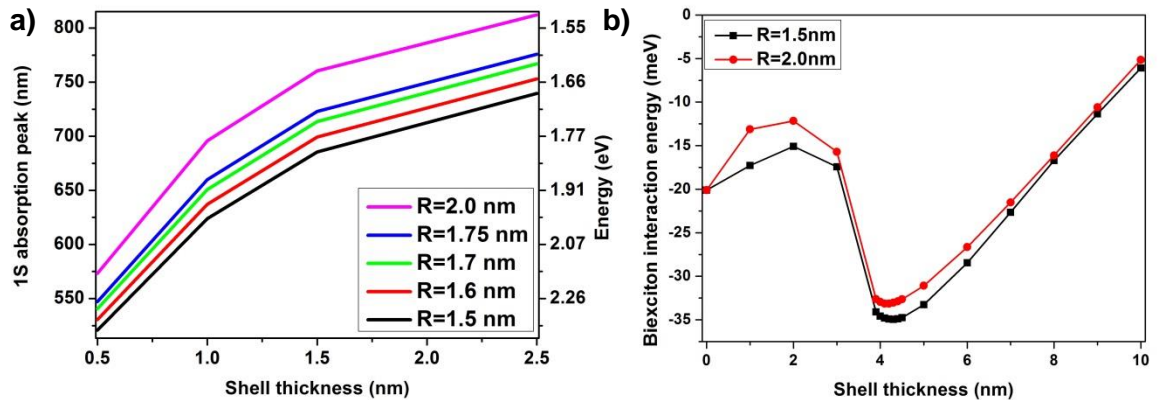 a)
1S absorption peak (nm)
800
750
700
650
600
550
1.55
1.66
1.77
1.91
2.07
2.26
Energy (eV)
R=2.0 nm
R=1.75 nm
R=1.7 nm
R=1.6 nm
R=1.5 nm
0.5 1.0 1.5 2.0 2.5
Shell thickness (nm)
b)
Biexciton interaction energy (meV)
0
-5
-10
-15
-20
-25
-30
-35
R=1.5nm
R=2.0nm
0 2 4 6 8 10
Shell thickness (nm)